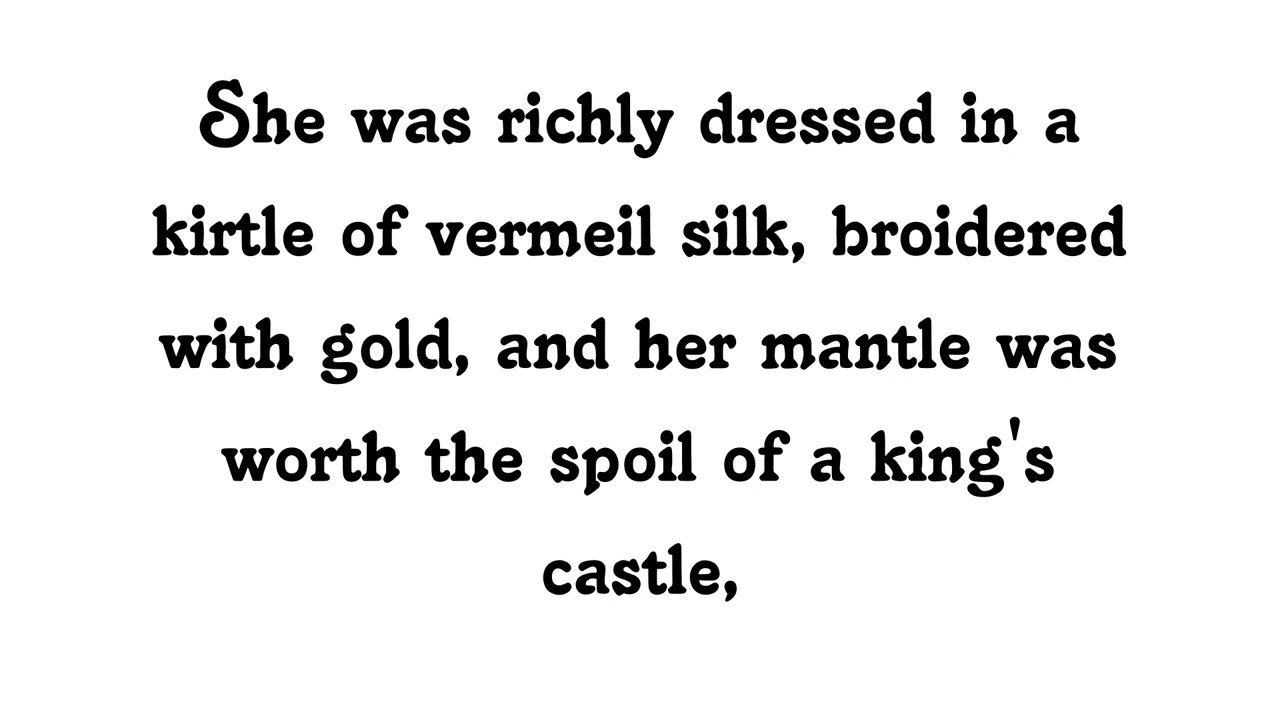 She was richly dressed in a
kirtle of vermeil silk, broidered
with gold, and her mantle was
worth the spoil of a king's
castle,